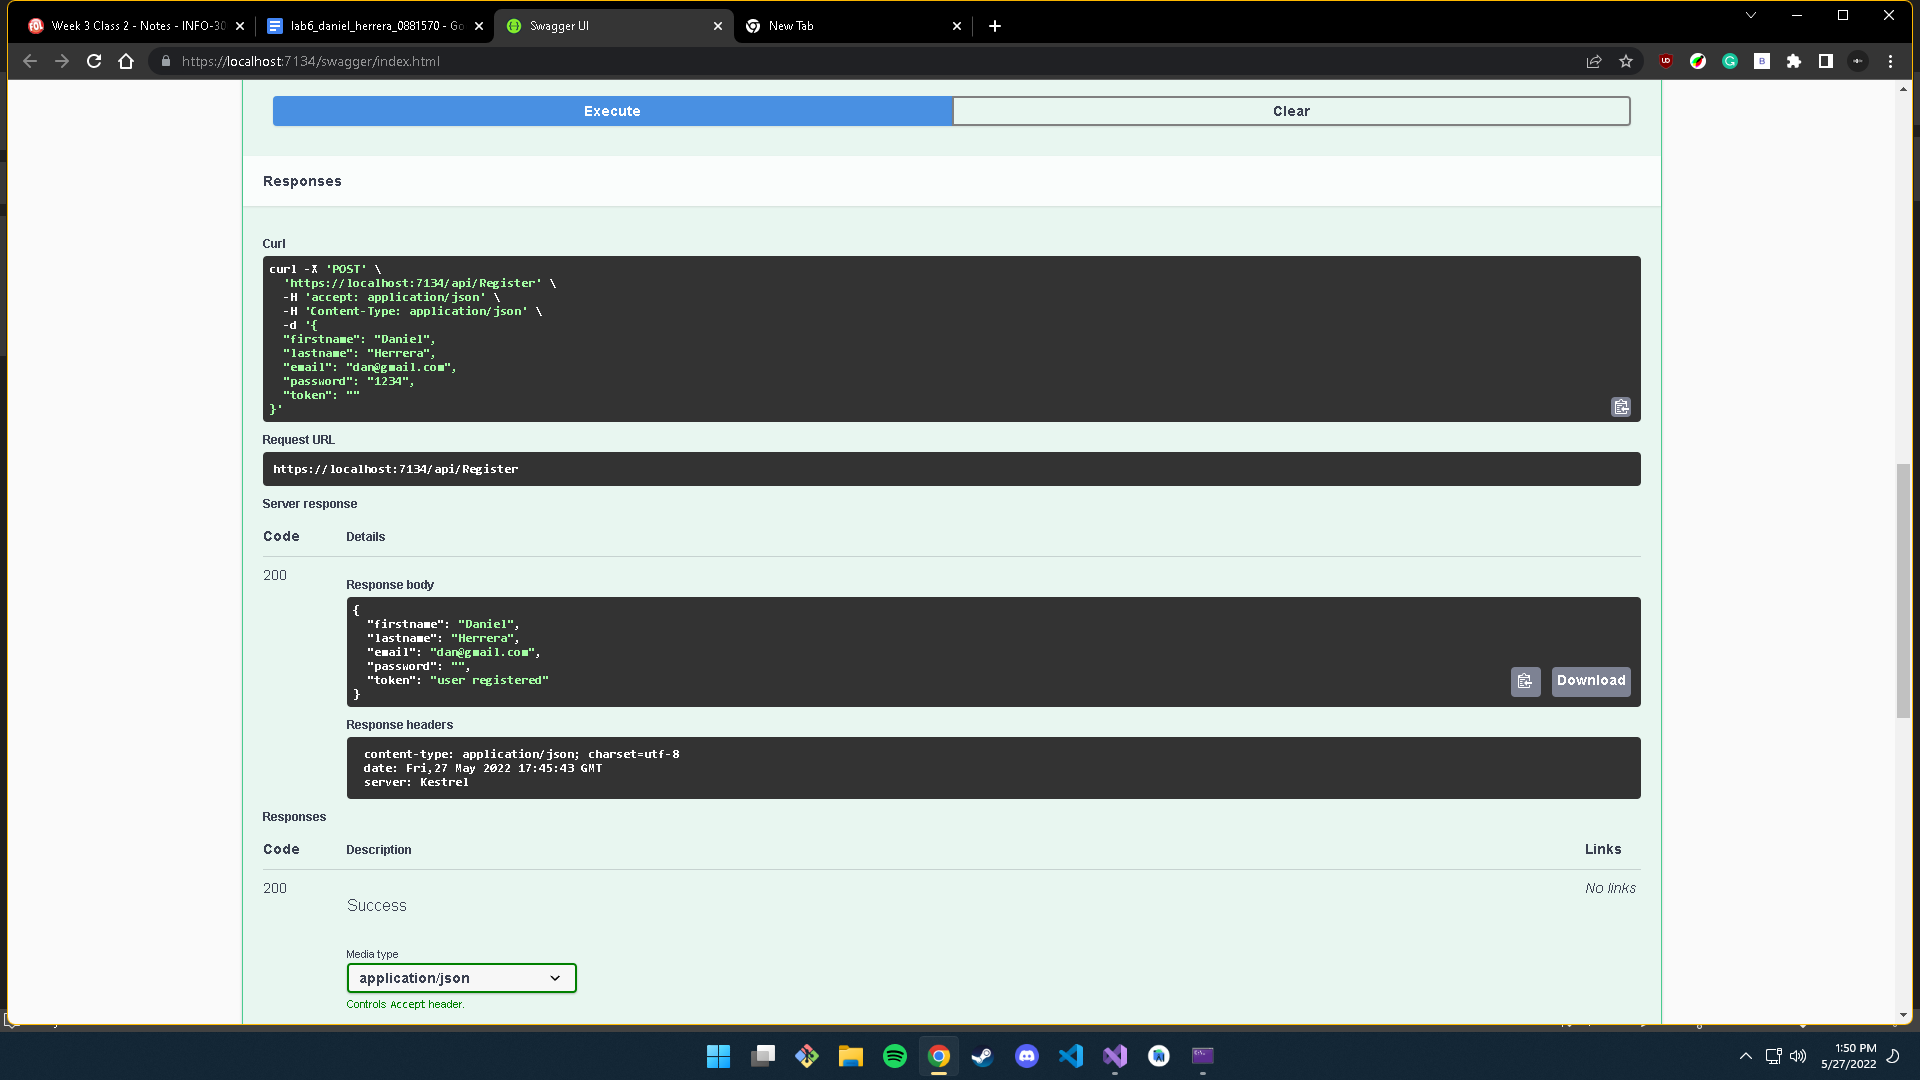 Week 3 Class 2 - Notes - INFO-30
lab6_daniel_herrera_0881570 - Go
Swagger UI
New Tab
https://localhost:7134/swagger/index.html
Execute
Clear
Responses
Curl
curl -X 'POST' \
'https://localhost:7134/api/Register' \
-H 'accept: application/json' \
-H 'Content-Type: application/json' \
-d '{
"firstname": "Daniel",
"lastname": "Herrera",
"email": "dan@gmail.com",
"password": "1234",
"token": ""
}'
Request URL
https://localhost:7134/api/Register
Server response
Code Details
200
Response body
{
"firstname": "Daniel",
"lastname": "Herrera",
"email": "dan@gmail.com",
"password": "",
"token": "user registered"
}
Download
Response headers
content-type: application/json; charset=utf-8
date: Fri,27 May 2022 17:45:43 GMT
server: Kestrel
Responses
Code Description Links
200 No links
Success
Media type
application/json
Controls Accept header.
1:50 PM
5/27/2022